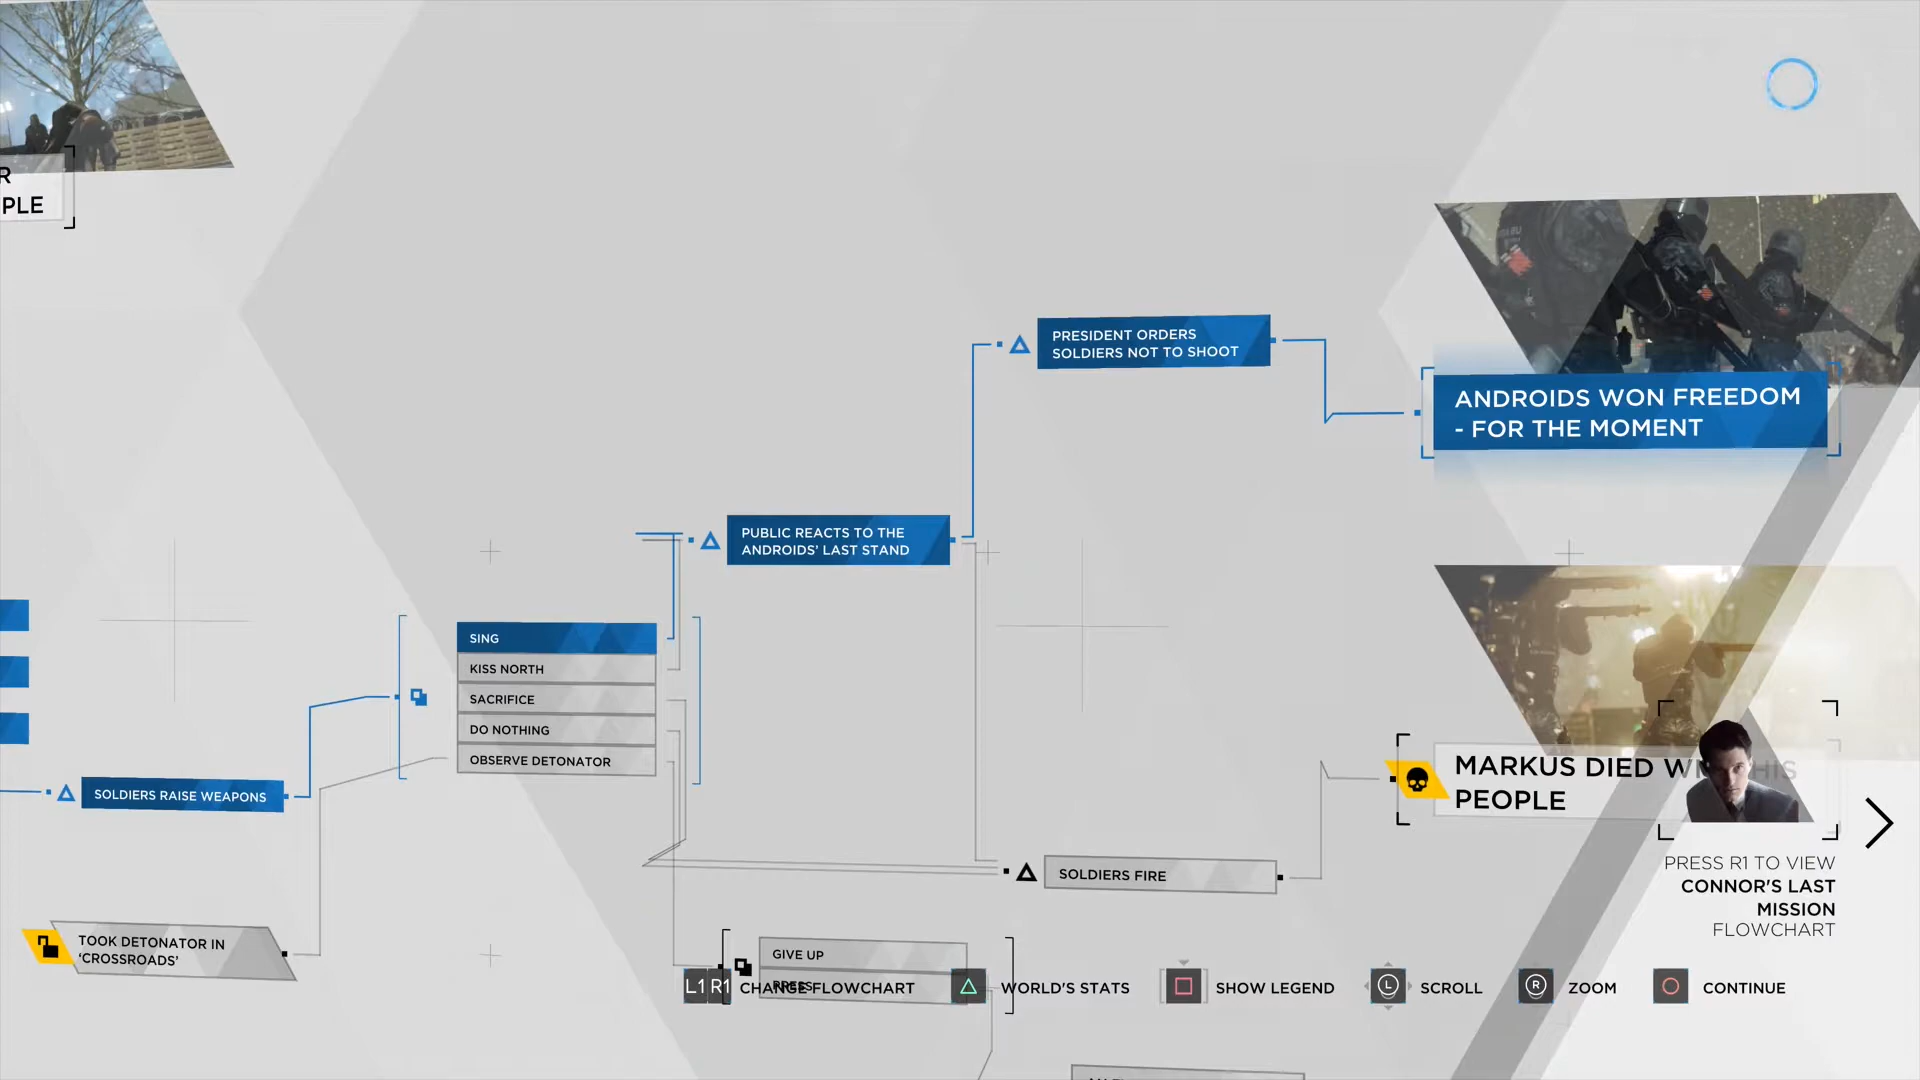 R
PLE
PRESIDENT ORDERS
SOLDIERS NOT TO SHOOT
ANDROIDS WON FREEDOM
- FOR THE MOMENT
PUBLIC REACTS TO THE
ANDROIDS' LAST STAND
SING
KISS NORTH
SACRIFICE
DO NOTHING
OBSERVE DETONATOR
SOLDIERS RAISE WEAPONS
MARKUS DIED WITH HIS
PEOPLE
SOLDIERS FIRE
PRESS R1 TO VIEW
CONNOR'S LAST
MISSION
FLOWCHART
TOOK DETONATOR IN
'CROSSROADS'
GIVE UP
PRESS
L1 R1 CHANGE FLOWCHART
WORLD'S STATS
SHOW LEGEND
L SCROLL
R ZOOM
CONTINUE